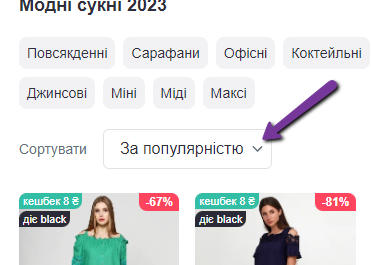 Модні сукні 2023
Повсякденні Сарафани Офісні Коктейльні
Джинсові Міні Міді Максі
Сортувати За популярністю
кешбек 8 ₴ -67% кешбек 8 ₴ -81%
діє black діє black